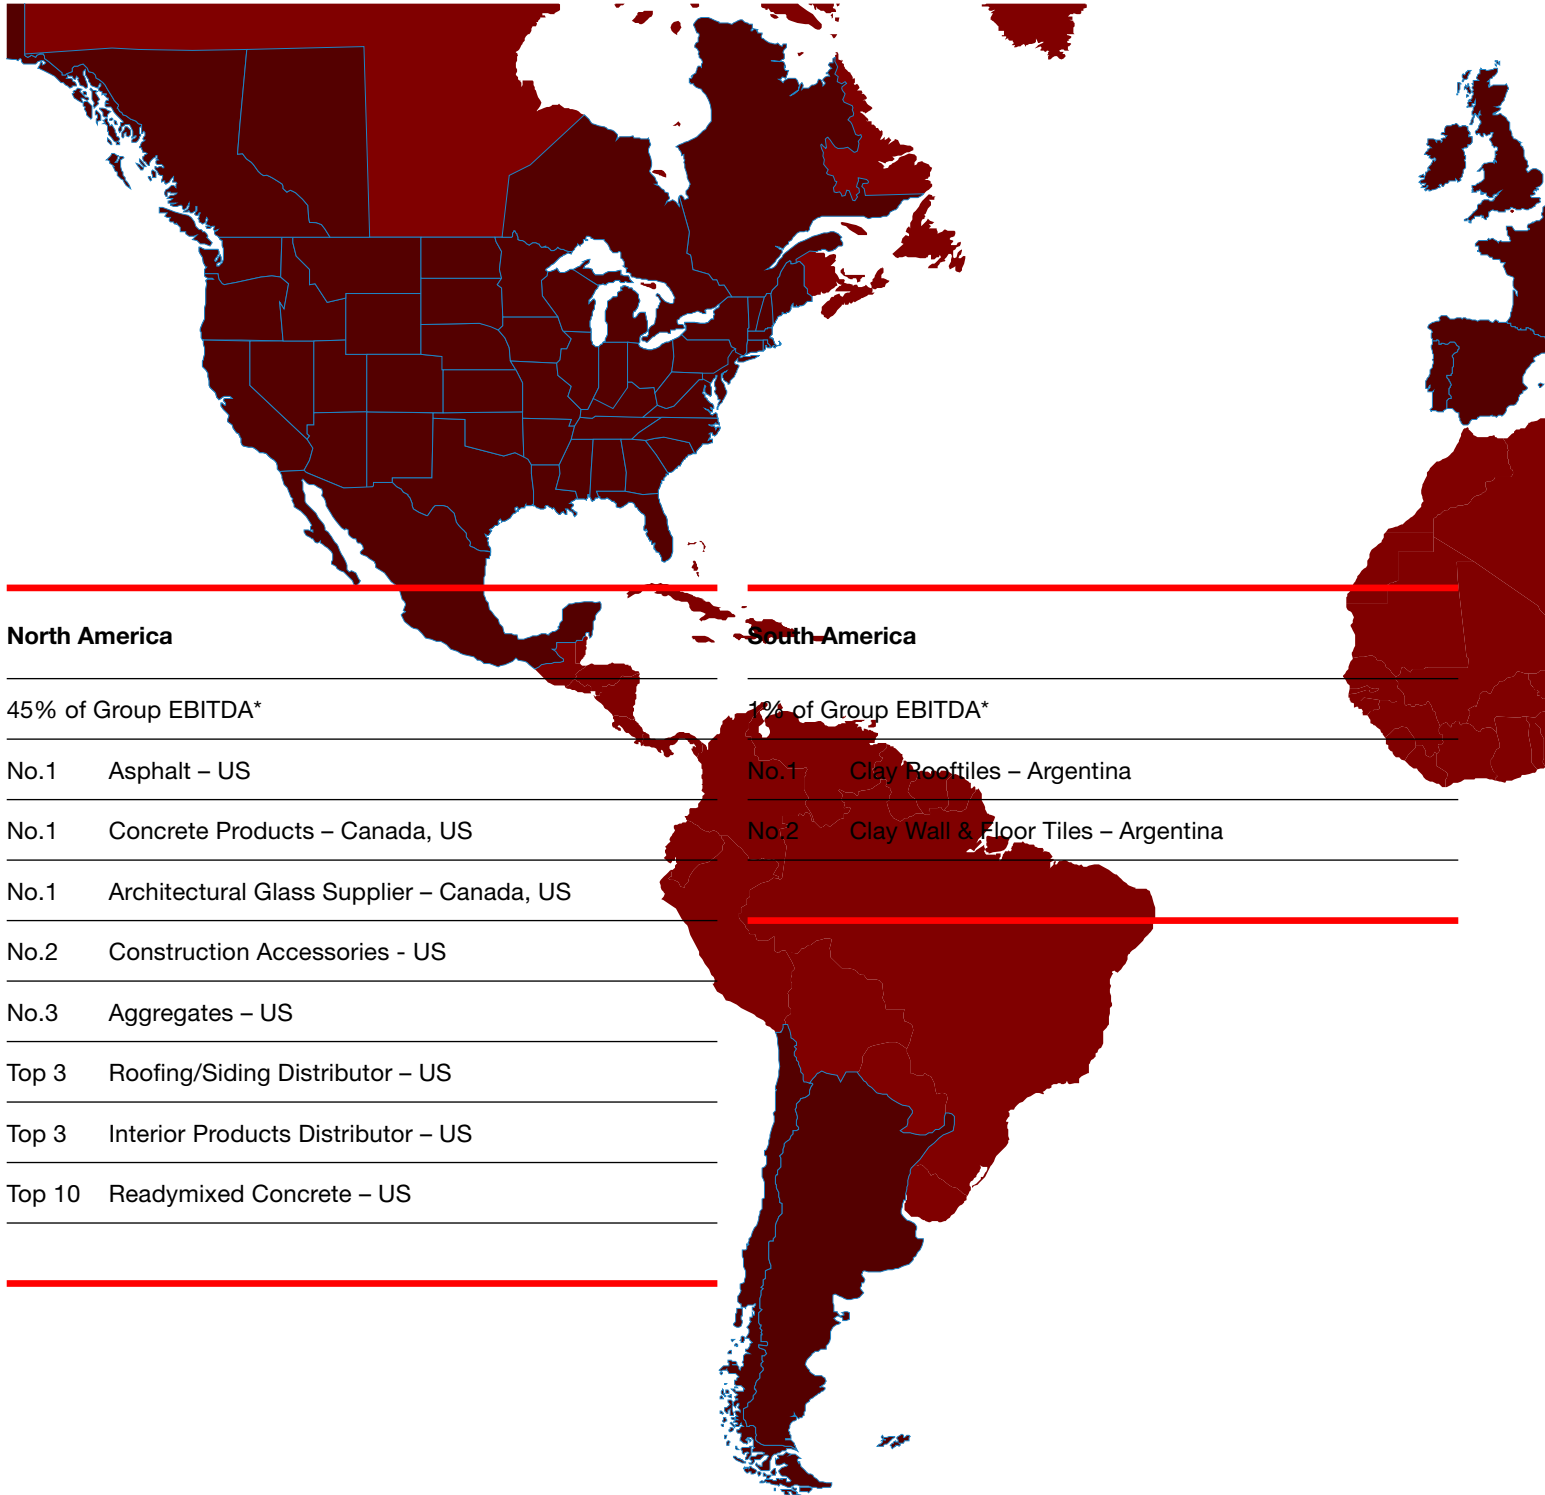 North America
45% of Group EBITDA*
No.1 Asphalt – US
No.1 Concrete Products – Canada, US
No.1 Architectural Glass Supplier – Canada, US
No.2 Construction Accessories - US
No.3 Aggregates – US
Top 3 Roofing/Siding Distributor – US
Top 3 Interior Products Distributor – US
Top 10 Readymixed Concrete – US
South America
1% of Group EBITDA*
No.1 Clay Rooftiles – Argentina
No.2 Clay Wall & Floor Tiles – Argentina